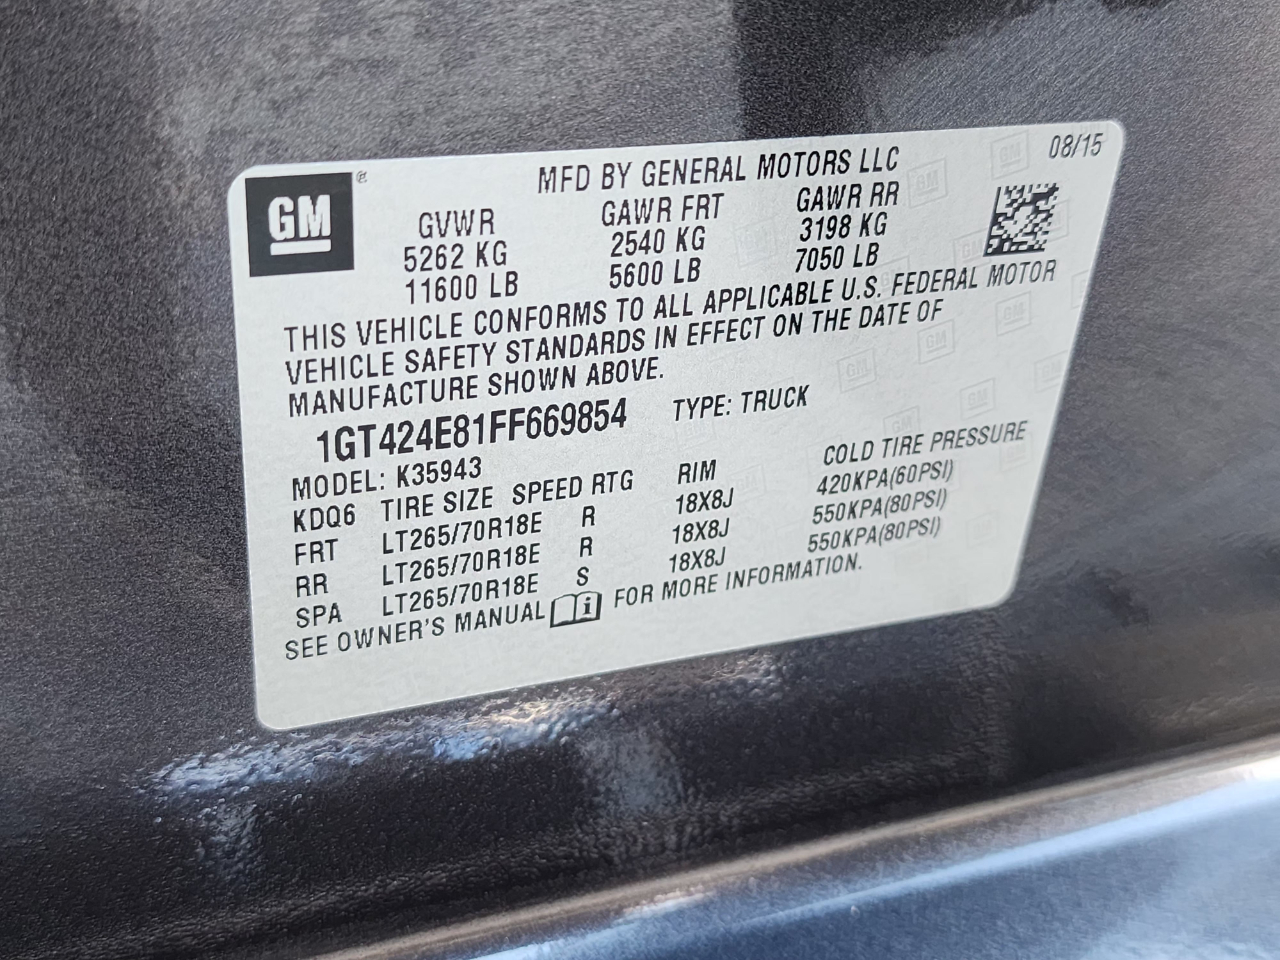 GM ®
MFD BY GENERAL MOTORS LLC 08/15
GVWR GAWR FRT GAWR RR
5262 KG 2540 KG 3198 KG
11600 LB 5600 LB 7050 LB
THIS VEHICLE CONFORMS TO ALL APPLICABLE U.S. FEDERAL MOTOR
VEHICLE SAFETY STANDARDS IN EFFECT ON THE DATE OF
MANUFACTURE SHOWN ABOVE.
1GT424E81FF669854 TYPE: TRUCK
MODEL: K35943
KDQ6 TIRE SIZE SPEED RTG RIM COLD TIRE PRESSURE
FRT LT265/70R18E R 18X8J 420KPA(60PSI)
RR LT265/70R18E R 18X8J 550KPA(80PSI)
SPA LT265/70R18E S 18X8J 550KPA(80PSI)
SEE OWNER'S MANUAL i FOR MORE INFORMATION.